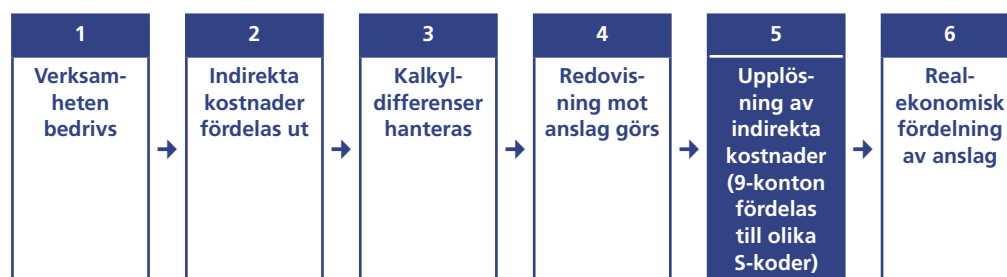 1
Verksam-
heten
bedrivs
2
Indirekta
kostnader
fördelas ut
3
Kalkyl-
differenser
hanteras
4
Redovis-
ning mot
anslag görs
5
Upplös-
ning av
indirekta
kostnader
(9-konton
fördelas
till olika
S-koder)
6
Real-
ekonomisk
fördelning
av anslag